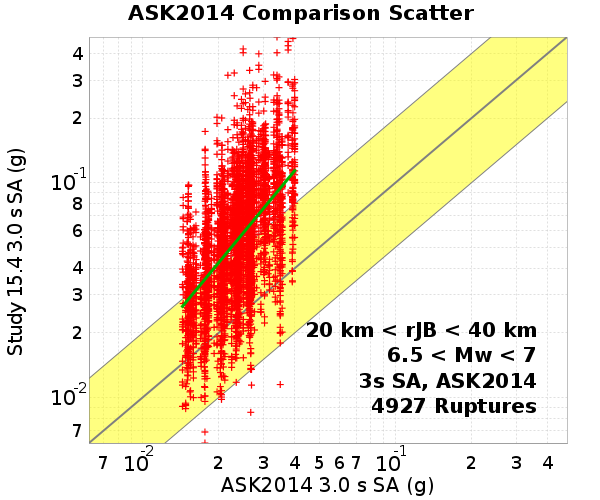 ASK2014 Comparison Scatter
Study 15.4 3.0 s SA (g)
4
3
2
10⁻¹
8
6
4
3
2
10⁻²
7
20 km < rJB < 40 km
6.5 < Mw < 7
3s SA, ASK2014
4927 Ruptures
7 10⁻² 2 3 4 5 6 7 10⁻¹ 2 3 4
ASK2014 3.0 s SA (g)